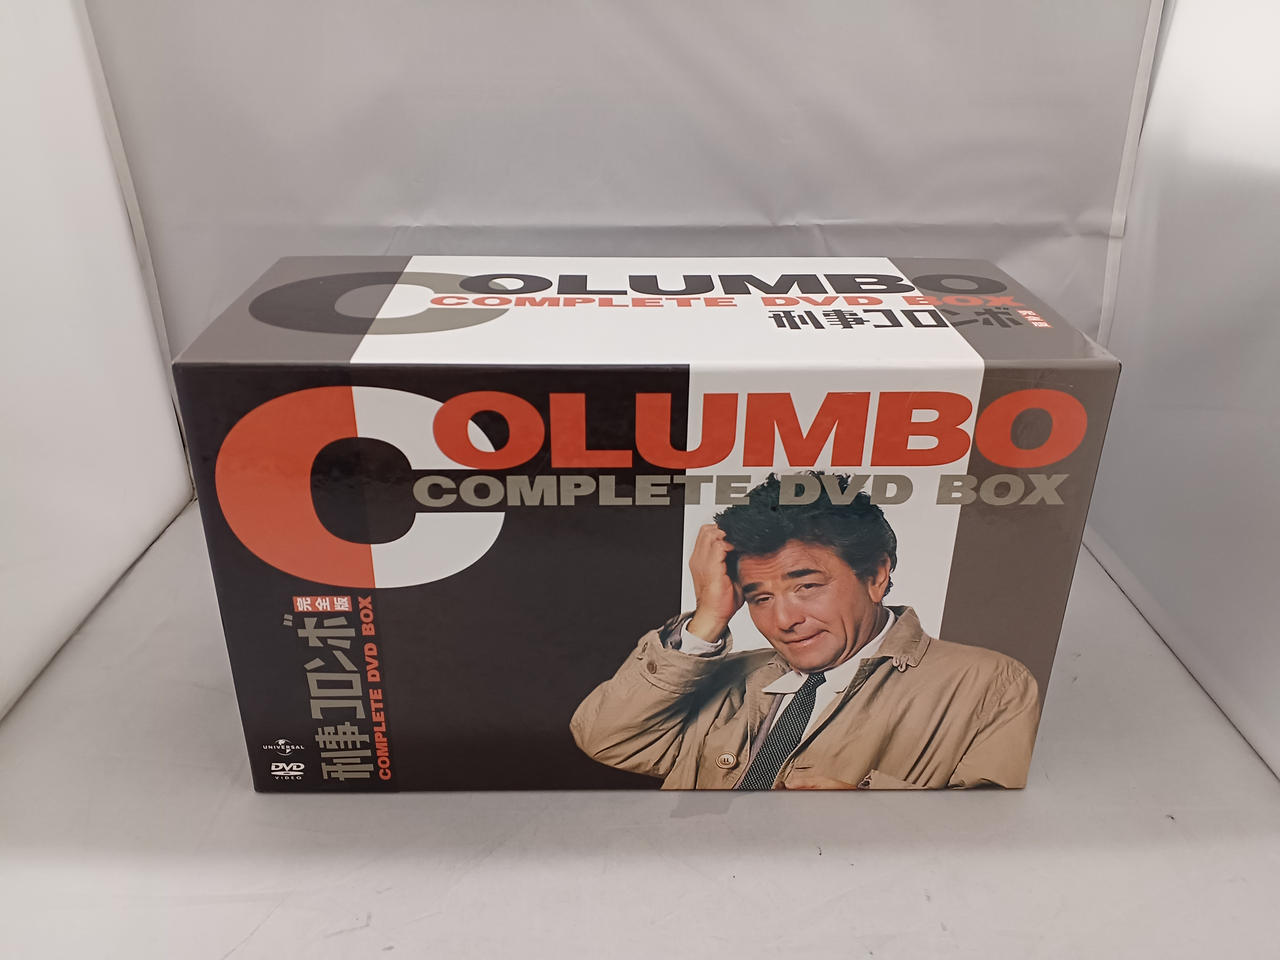 COLUMBO
COMPLETE DVD BOX
刑事コロンボ 完全版
COLUMBO
COMPLETE DVD BOX
刑事コロンボ 完全版
COMPLETE DVD BOX
UNIVERSAL
DVD
VIDEO